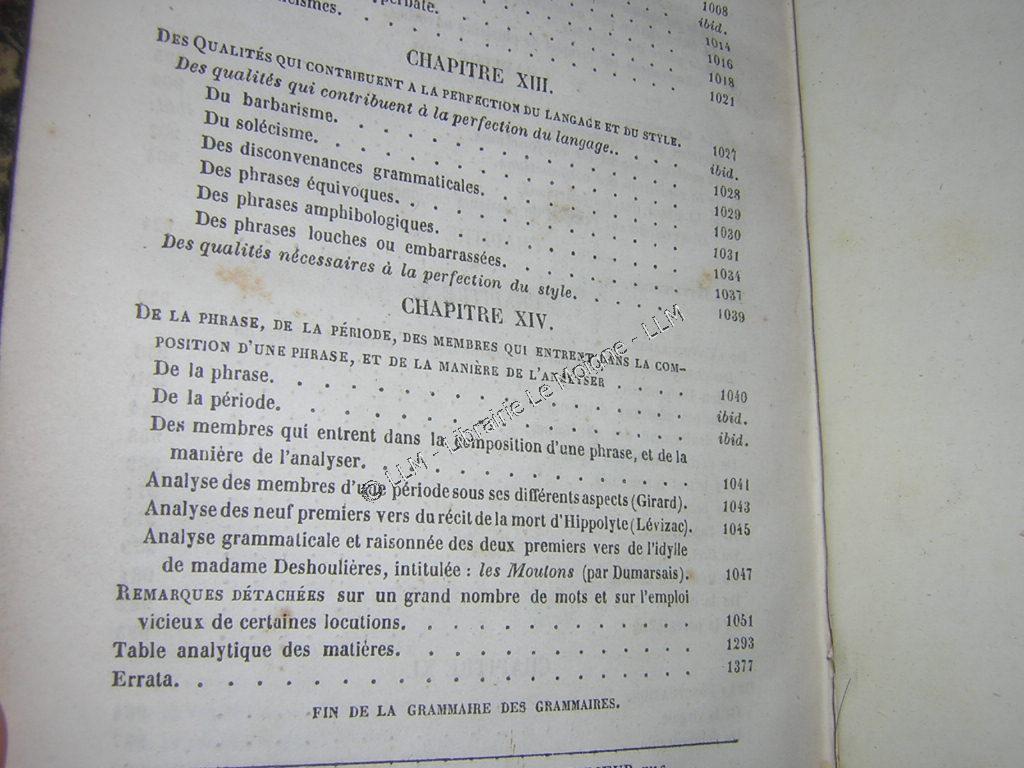 1008
ibid.
1014
1016
1018
1021
CHAPITRE XIII.
DES QUALITÉS QUI CONTRIBUENT A LA PERFECTION DU LANGAGE ET DU STYLE. 1027
Des qualités qui contribuent à la perfection du langage. . . . . ibid.
Du barbarisme. . . . . . . . . . . . . 1028
Du solécisme. . . . . . . . . . . . . 1029
Des disconvenances grammaticales. . . . . . . . 1030
Des phrases équivoques. . . . . . . . . . . 1031
Des phrases amphibologiques. . . . . . . . . 1034
Des phrases louches ou embarrassées. . . . . . . 1037
Des qualités nécessaires à la perfection du style. . . . . . 1039
CHAPITRE XIV.
DE LA PHRASE, DE LA PÉRIODE, DES MEMBRES QUI ENTRENT DANS LA COM-
POSITION D'UNE PHRASE, ET DE LA MANIÈRE DE L'ANALYSER . . . . 1040
De la phrase. . . . . . . . . . . . . . ibid.
De la période. . . . . . . . . . . . . . ibid.
Des membres qui entrent dans la composition d'une phrase, et de la
manière de l'analyser. . . . . . . . . . . . 1041
Analyse des membres d'une période sous ses différents aspects (Girard). 1043
Analyse des neuf premiers vers du récit de la mort d'Hippolyte (Lévizac). 1045
Analyse grammaticale et raisonnée des deux premiers vers de l'idylle
de madame Deshoulières, intitulée : les Moutons (par Dumarsais). 1047
REMARQUES DÉTACHÉES sur un grand nombre de mots et sur l'emploi
vicieux de certaines locutions. . . . . . . . . . . 1051
Table analytique des matières. . . . . . . . . . . 1293
Errata. . . . . . . . . . . . . . . . . 1377
FIN DE LA GRAMMAIRE DES GRAMMAIRES.
© LLM - Librairie Le Moigne - LLM